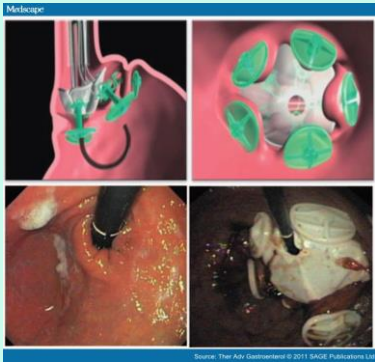 Medscape
Source: Ther Adv Gastroenterol © 2011 SAGE Publications Ltd